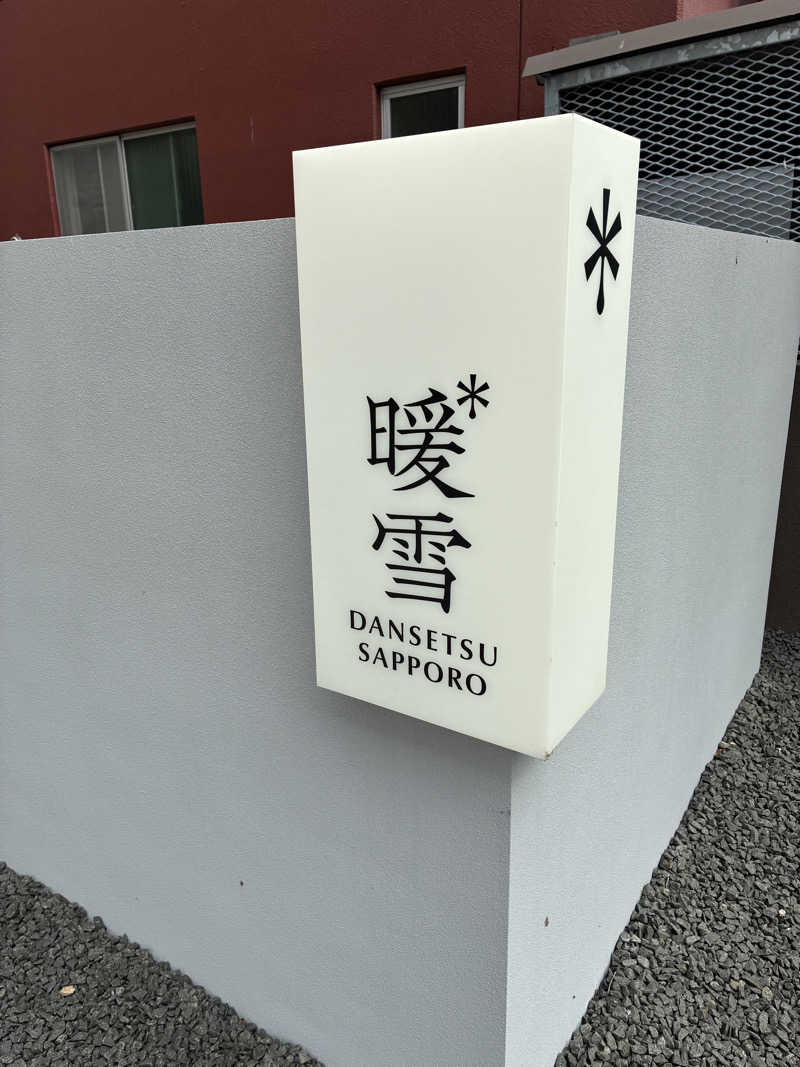 暖*
雪
DANSETSU
SAPPORO
*